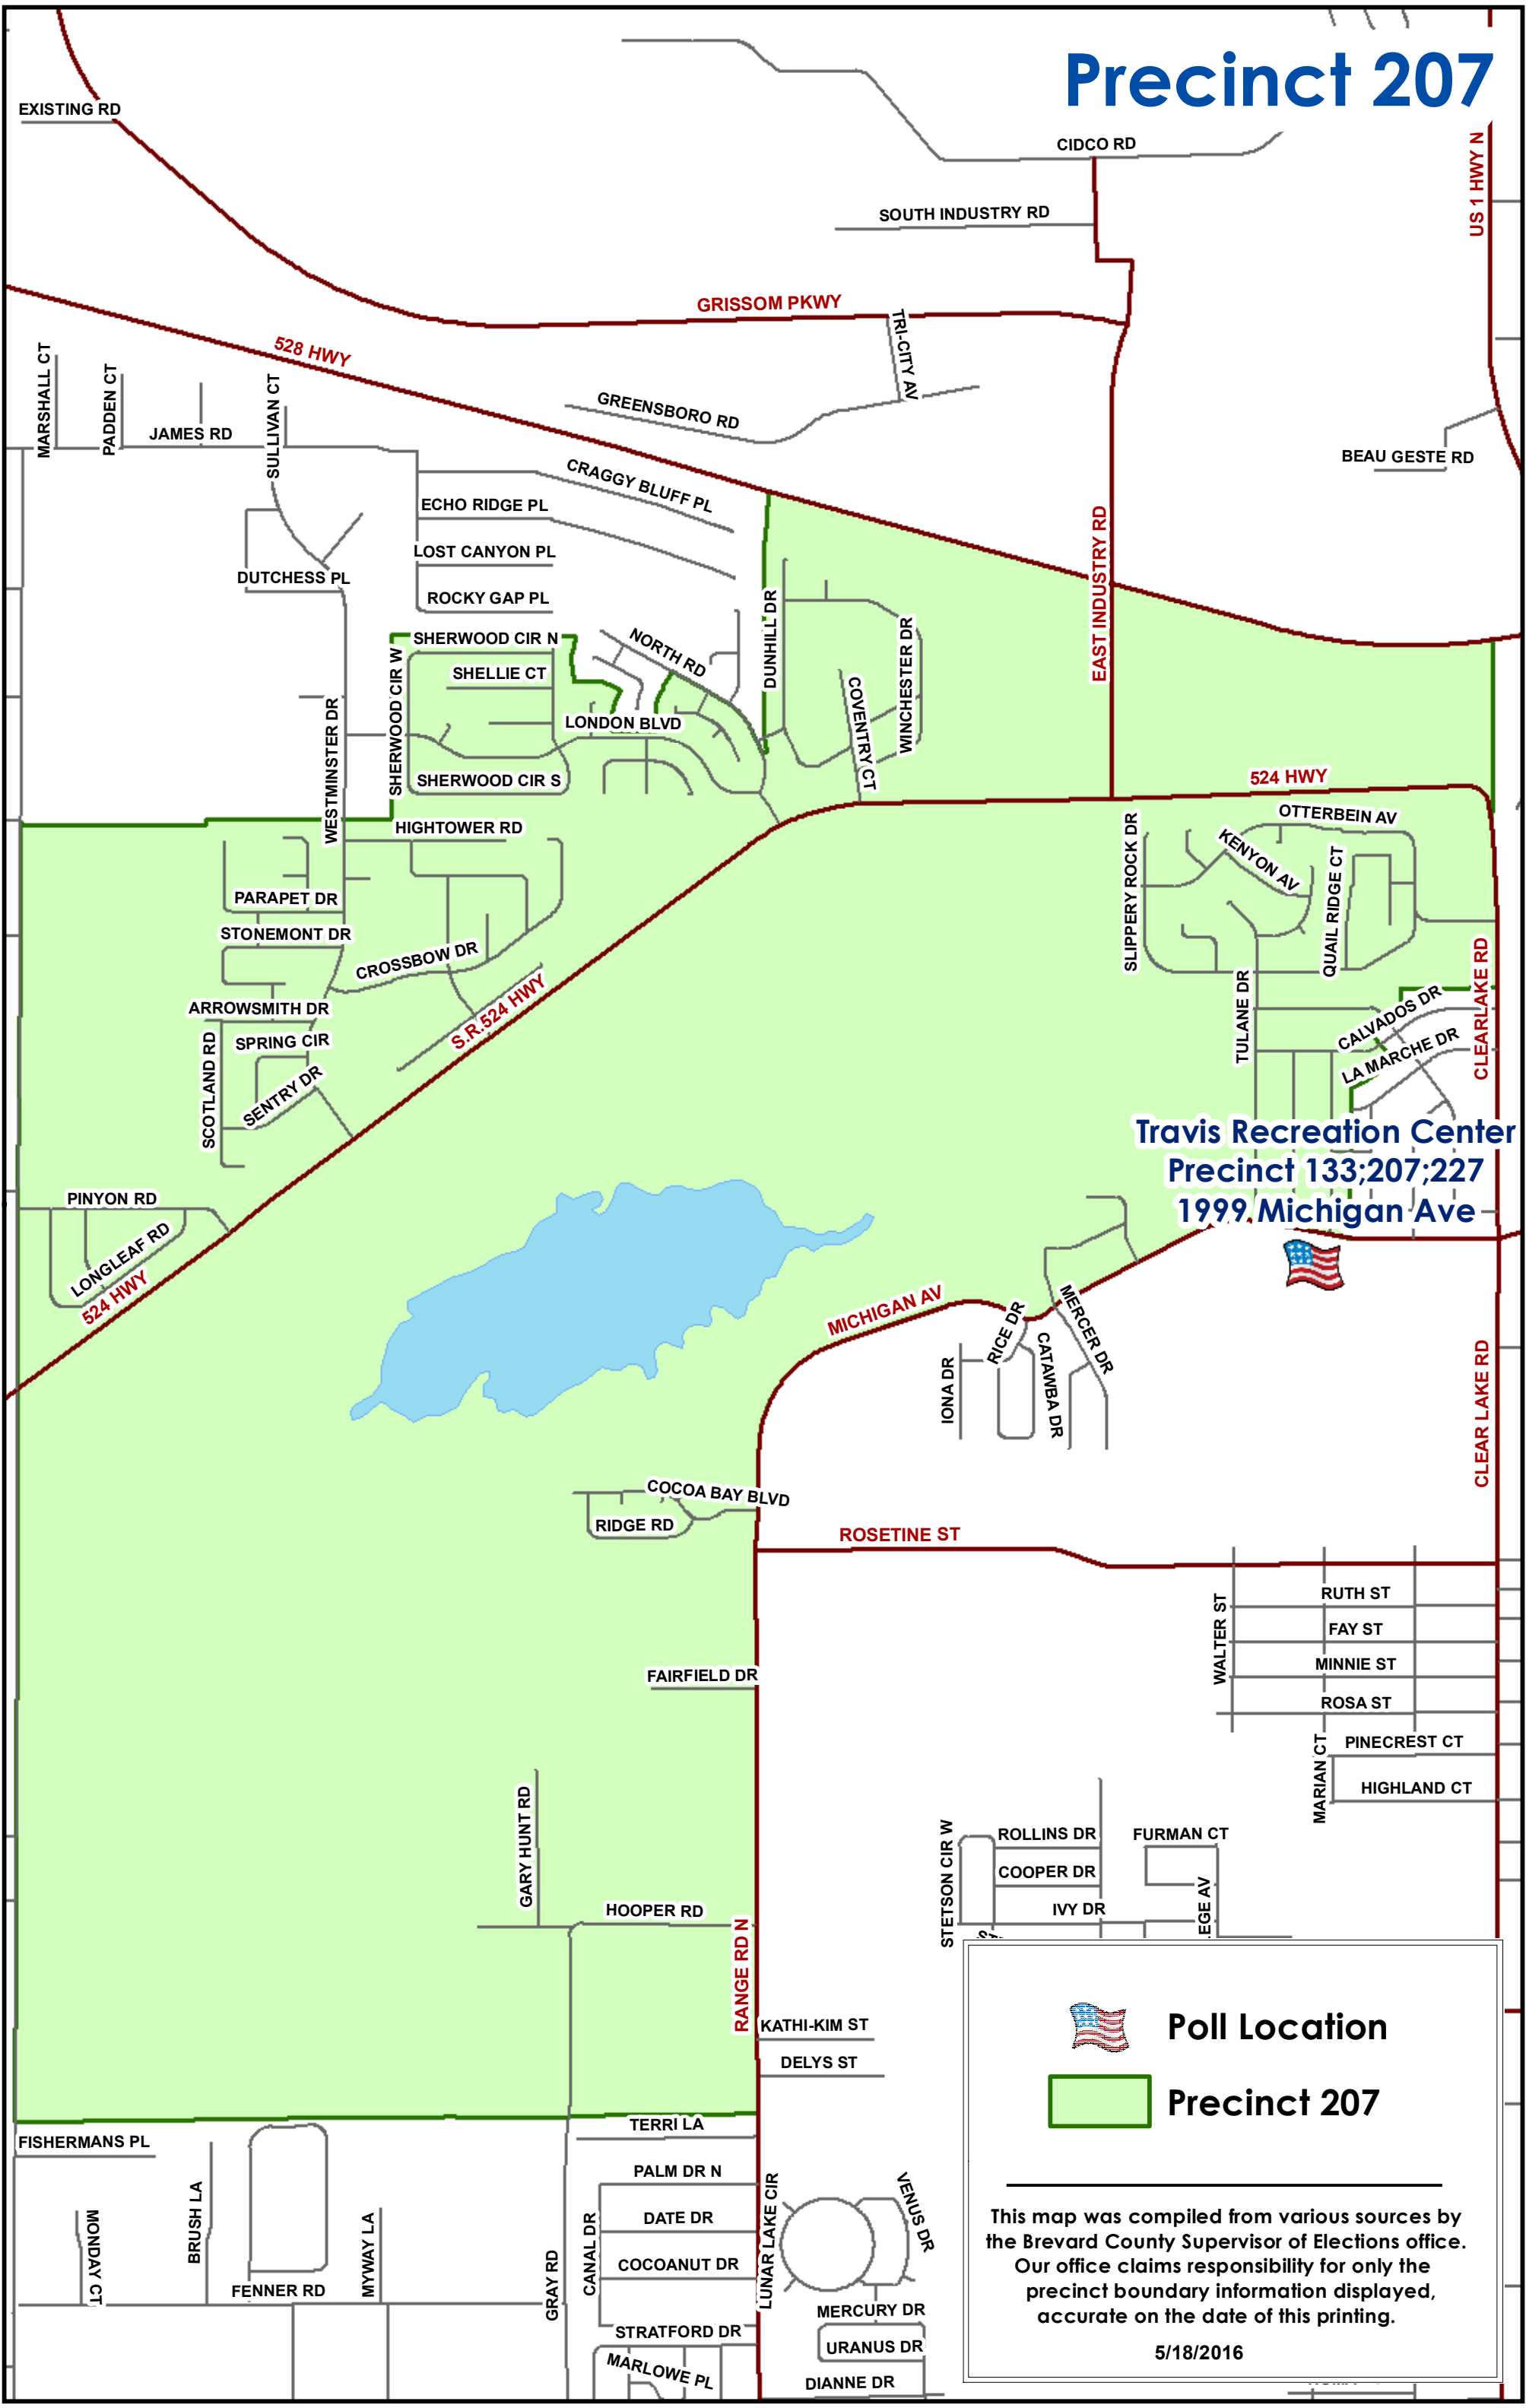 Precinct 207
EXISTING RD
CIDCO RD
US 1 HWY N
SOUTH INDUSTRY RD
GRISSOM PKWY
TRI-CITY AV
528 HWY
MARSHALL CT
PADDEN CT
JAMES RD
SULLIVAN CT
GREENSBORO RD
BEAU GESTE RD
CRAGGY BLUFF PL
ECHO RIDGE PL
LOST CANYON PL
DUTCHESS PL
ROCKY GAP PL
EAST INDUSTRY RD
SHERWOOD CIR N
NORTH RD
DUNHILL DR
WINCHESTER DR
SHELLIE CT
SHERWOOD CIR W
COVENTRY CT
WESTMINSTER DR
LONDON BLVD
SHERWOOD CIR S
524 HWY
HIGHTOWER RD
OTTERBEIN AV
KENYON AV
SLIPPERY ROCK DR
QUAIL RIDGE CT
PARAPET DR
STONEMONT DR
CROSSBOW DR
S.R.524 HWY
ARROWSMITH DR
SPRING CIR
SCOTLAND RD
SENTRY DR
TULANE DR
CALVADOS DR
LA MARCHE DR
CLEARLAKE RD
Travis Recreation Center
Precinct 133;207;227
1999 Michigan Ave
PINYON RD
LONGLEAF RD
524 HWY
MICHIGAN AV
RICE DR
MERCER DR
IONA DR
CATAWBA DR
CLEAR LAKE RD
COCOA BAY BLVD
RIDGE RD
ROSETINE ST
RUTH ST
WALTER ST
FAY ST
MINNIE ST
FAIRFIELD DR
ROSA ST
PINECREST CT
MARIAN CT
HIGHLAND CT
GARY HUNT RD
STETSON CIR W
ROLLINS DR
FURMAN CT
COOPER DR
HOOPER RD
IVY DR
EGE AV
RANGE RD N
KATHI-KIM ST
DELYS ST
TERRI LA
FISHERMANS PL
PALM DR N
MONDAY CT
BRUSH LA
MYWAY LA
GRAY RD
CANAL DR
DATE DR
LUNAR LAKE CIR
VENUS DR
COCOANUT DR
FENNER RD
MERCURY DR
STRATFORD DR
URANUS DR
MARLOWE PL
DIANNE DR
Poll Location
Precinct 207
This map was compiled from various sources by
the Brevard County Supervisor of Elections office.
Our office claims responsibility for only the
precinct boundary information displayed,
accurate on the date of this printing.
5/18/2016